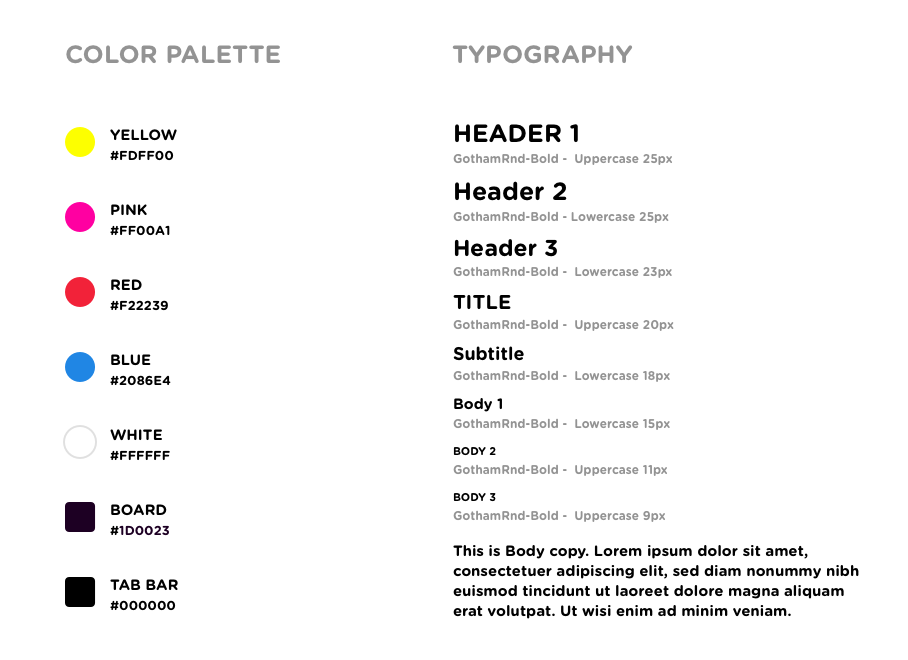 COLOR PALETTE
YELLOW
#FDFF00
PINK
#FF00A1
RED
#F22239
BLUE
#2086E4
WHITE
#FFFFFF
BOARD
#1D0023
TAB BAR
#000000
TYPOGRAPHY
HEADER 1
GothamRnd-Bold - Uppercase 25px
Header 2
GothamRnd-Bold - Lowercase 25px
Header 3
GothamRnd-Bold - Lowercase 23px
TITLE
GothamRnd-Bold - Uppercase 20px
Subtitle
GothamRnd-Bold - Lowercase 18px
Body 1
GothamRnd-Bold - Lowercase 15px
BODY 2
GothamRnd-Bold - Uppercase 11px
BODY 3
GothamRnd-Bold - Uppercase 9px
This is Body copy. Lorem ipsum dolor sit amet,
consectetuer adipiscing elit, sed diam nonummy nibh
euismod tincidunt ut laoreet dolore magna aliquam
erat volutpat. Ut wisi enim ad minim veniam.